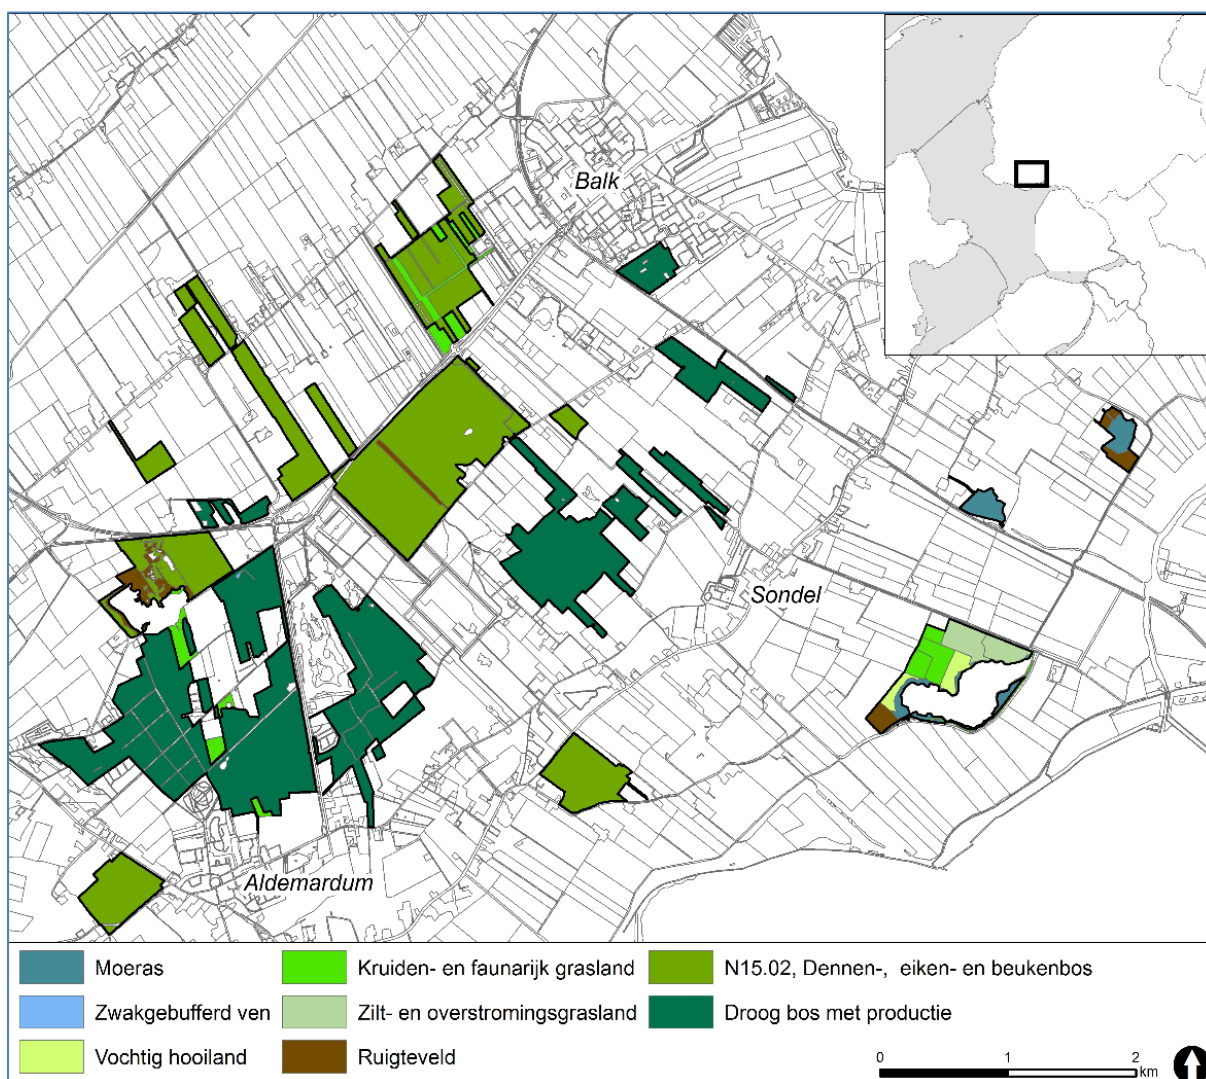 Balk
Sondel
Aldemardum
Moeras
Zwakgebufferd ven
Vochtig hooiland
Kruiden- en faunarijk grasland
Zilt- en overstromingsgrasland
Ruigteveld
N15.02, Dennen-, eiken- en beukenbos
Droog bos met productie
0 1 2
km